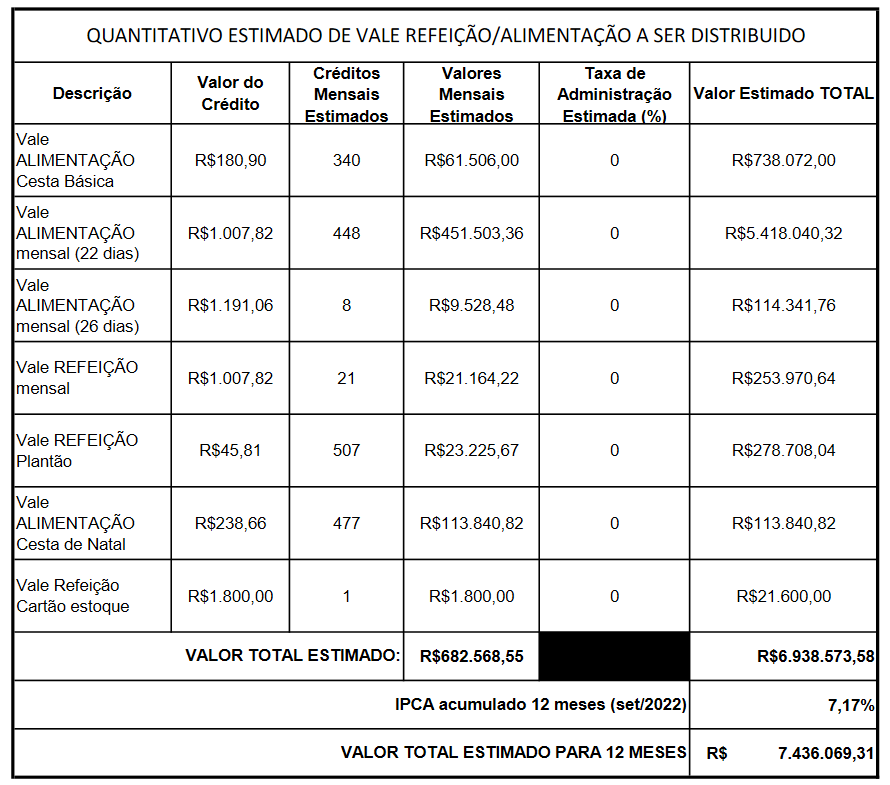 QUANTITATIVO ESTIMADO DE VALE REFEIÇÃO/ALIMENTAÇÃO A SER DISTRIBUIDO
Descrição
Valor do
Crédito
Créditos
Mensais
Estimados
Valores
Mensais
Estimados
Taxa de
Administração
Estimada (%)
Valor Estimado TOTAL
Vale
ALIMENTAÇÃO
Cesta Básica
R$180,90
340
R$61.506,00
0
R$738.072,00
Vale
ALIMENTAÇÃO
mensal (22 dias)
R$1.007,82
448
R$451.503,36
0
R$5.418.040,32
Vale
ALIMENTAÇÃO
mensal (26 dias)
R$1.191,06
8
R$9.528,48
0
R$114.341,76
Vale REFEIÇÃO
mensal
R$1.007,82
21
R$21.164,22
0
R$253.970,64
Vale REFEIÇÃO
Plantão
R$45,81
507
R$23.225,67
0
R$278.708,04
Vale
ALIMENTAÇÃO
Cesta de Natal
R$238,66
477
R$113.840,82
0
R$113.840,82
Vale Refeição
Cartão estoque
R$1.800,00
1
R$1.800,00
0
R$21.600,00
VALOR TOTAL ESTIMADO:
R$682.568,55
R$6.938.573,58
IPCA acumulado 12 meses (set/2022)
7,17%
VALOR TOTAL ESTIMADO PARA 12 MESES
R$ 7.436.069,31